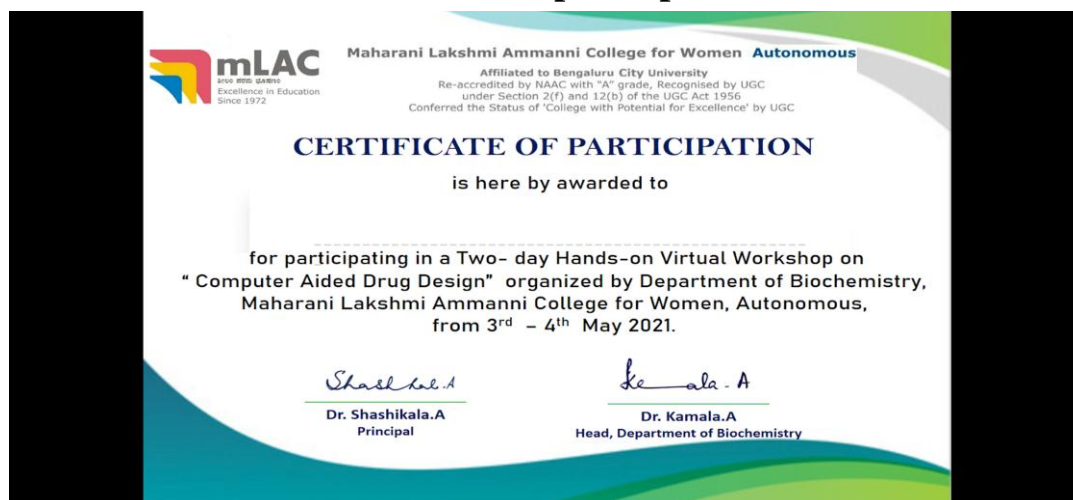 mLAC
Excellence in Education
Since 1972
Maharani Lakshmi Ammanni College for Women Autonomous
Affiliated to Bengaluru City University
Re-accredited by NAAC with "A" grade, Recognised by UGC
under Section 2(f) and 12(b) of the UGC Act 1956
Conferred the Status of 'College with Potential for Excellence' by UGC
CERTIFICATE OF PARTICIPATION
is here by awarded to
for participating in a Two- day Hands-on Virtual Workshop on
“ Computer Aided Drug Design” organized by Department of Biochemistry,
Maharani Lakshmi Ammanni College for Women, Autonomous,
from 3rd – 4th May 2021.
Dr. Shashikala.A
Principal
Dr. Kamala.A
Head, Department of Biochemistry